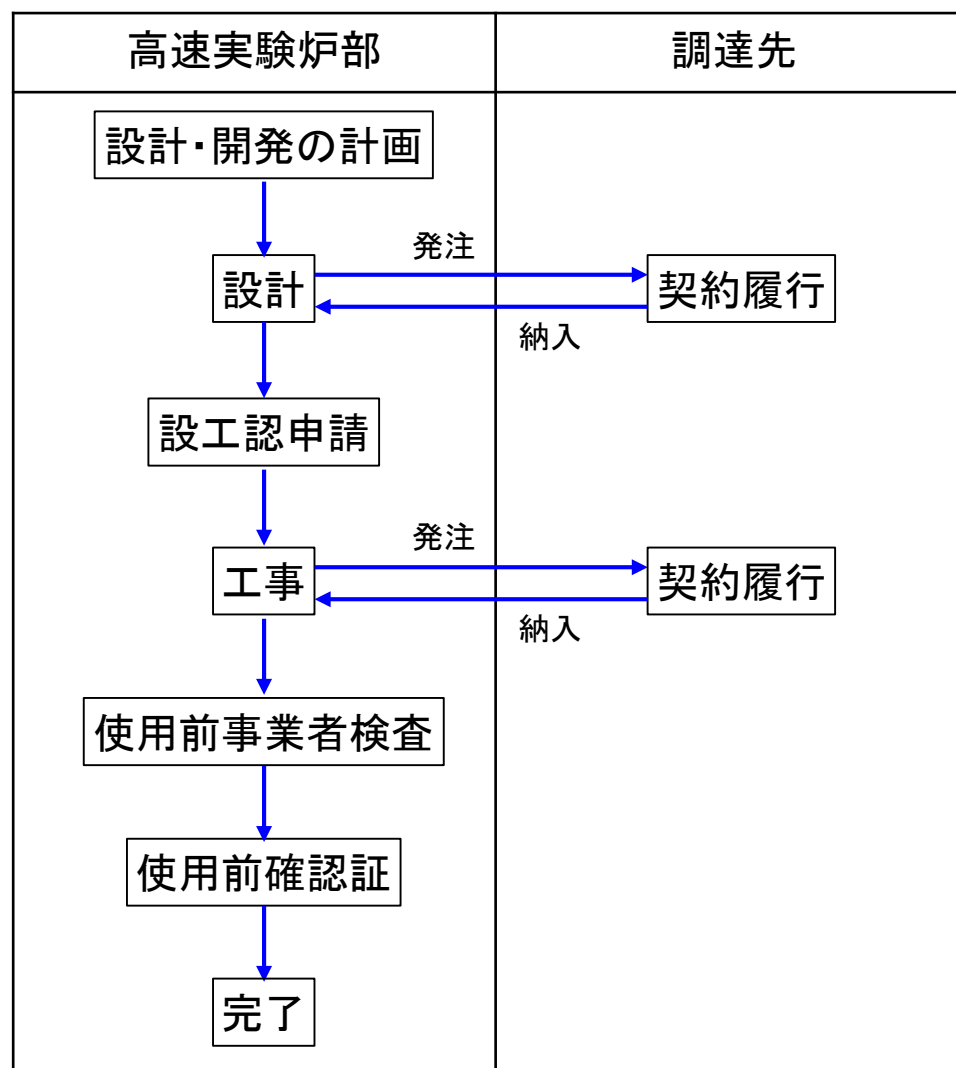 高速実験炉部
調達先
設計・開発の計画
発注
設計
契約履行
納入
設工認申請
発注
工事
契約履行
納入
使用前事業者検査
使用前確認証
完了